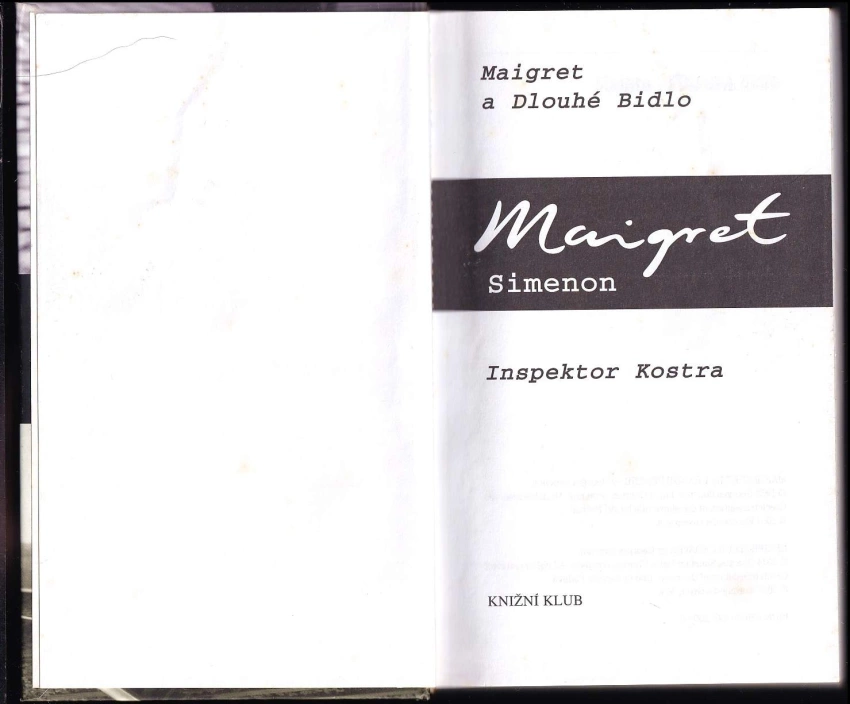 Maigret
a Dlouhé Bidlo
Maigret
Simenon
Inspektor Kostra
KNIŽNÍ KLUB